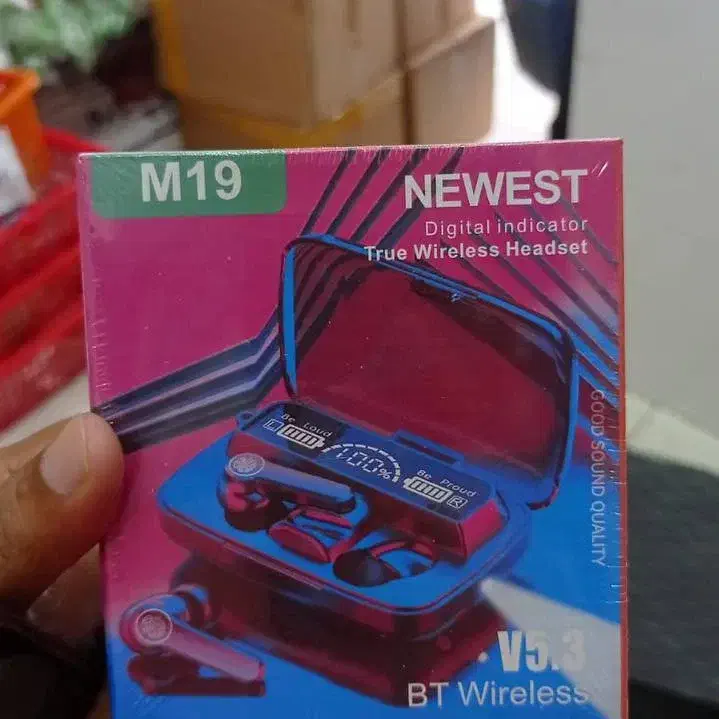 M19
NEWEST
Digital indicator
True Wireless Headset
Be Loud
L
100%
Be Proud
R
GOOD SOUND QUALITY
V5.3
BT Wireless